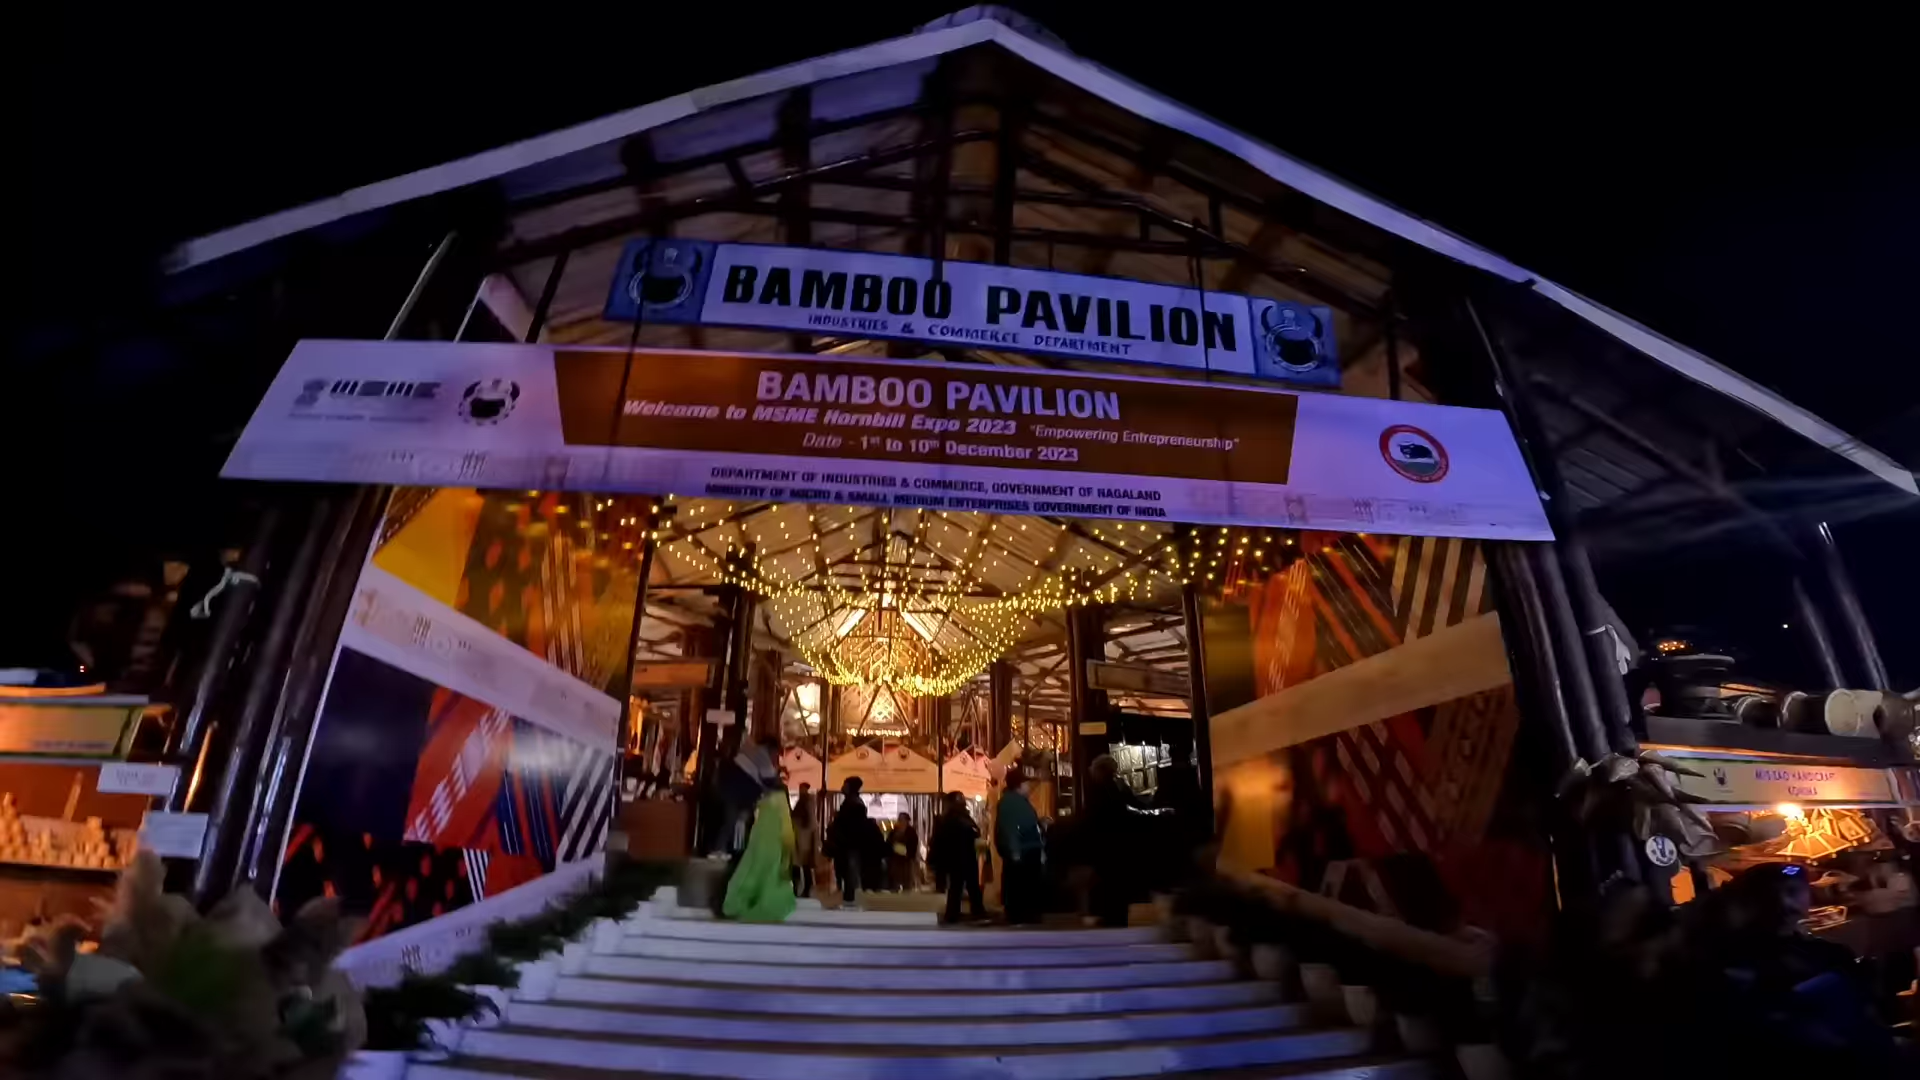 BAMBOO PAVILION
INDUSTRIES & COMMERCE DEPARTMENT
MSME
BAMBOO PAVILION
Welcome to MSME Hornbill Expo 2023 "Empowering Entrepreneurship"
Date - 1st to 10th December 2023
DEPARTMENT OF INDUSTRIES & COMMERCE, GOVERNMENT OF NAGALAND
MINISTRY OF MICRO & SMALL MEDIUM ENTERPRISES GOVERNMENT OF INDIA